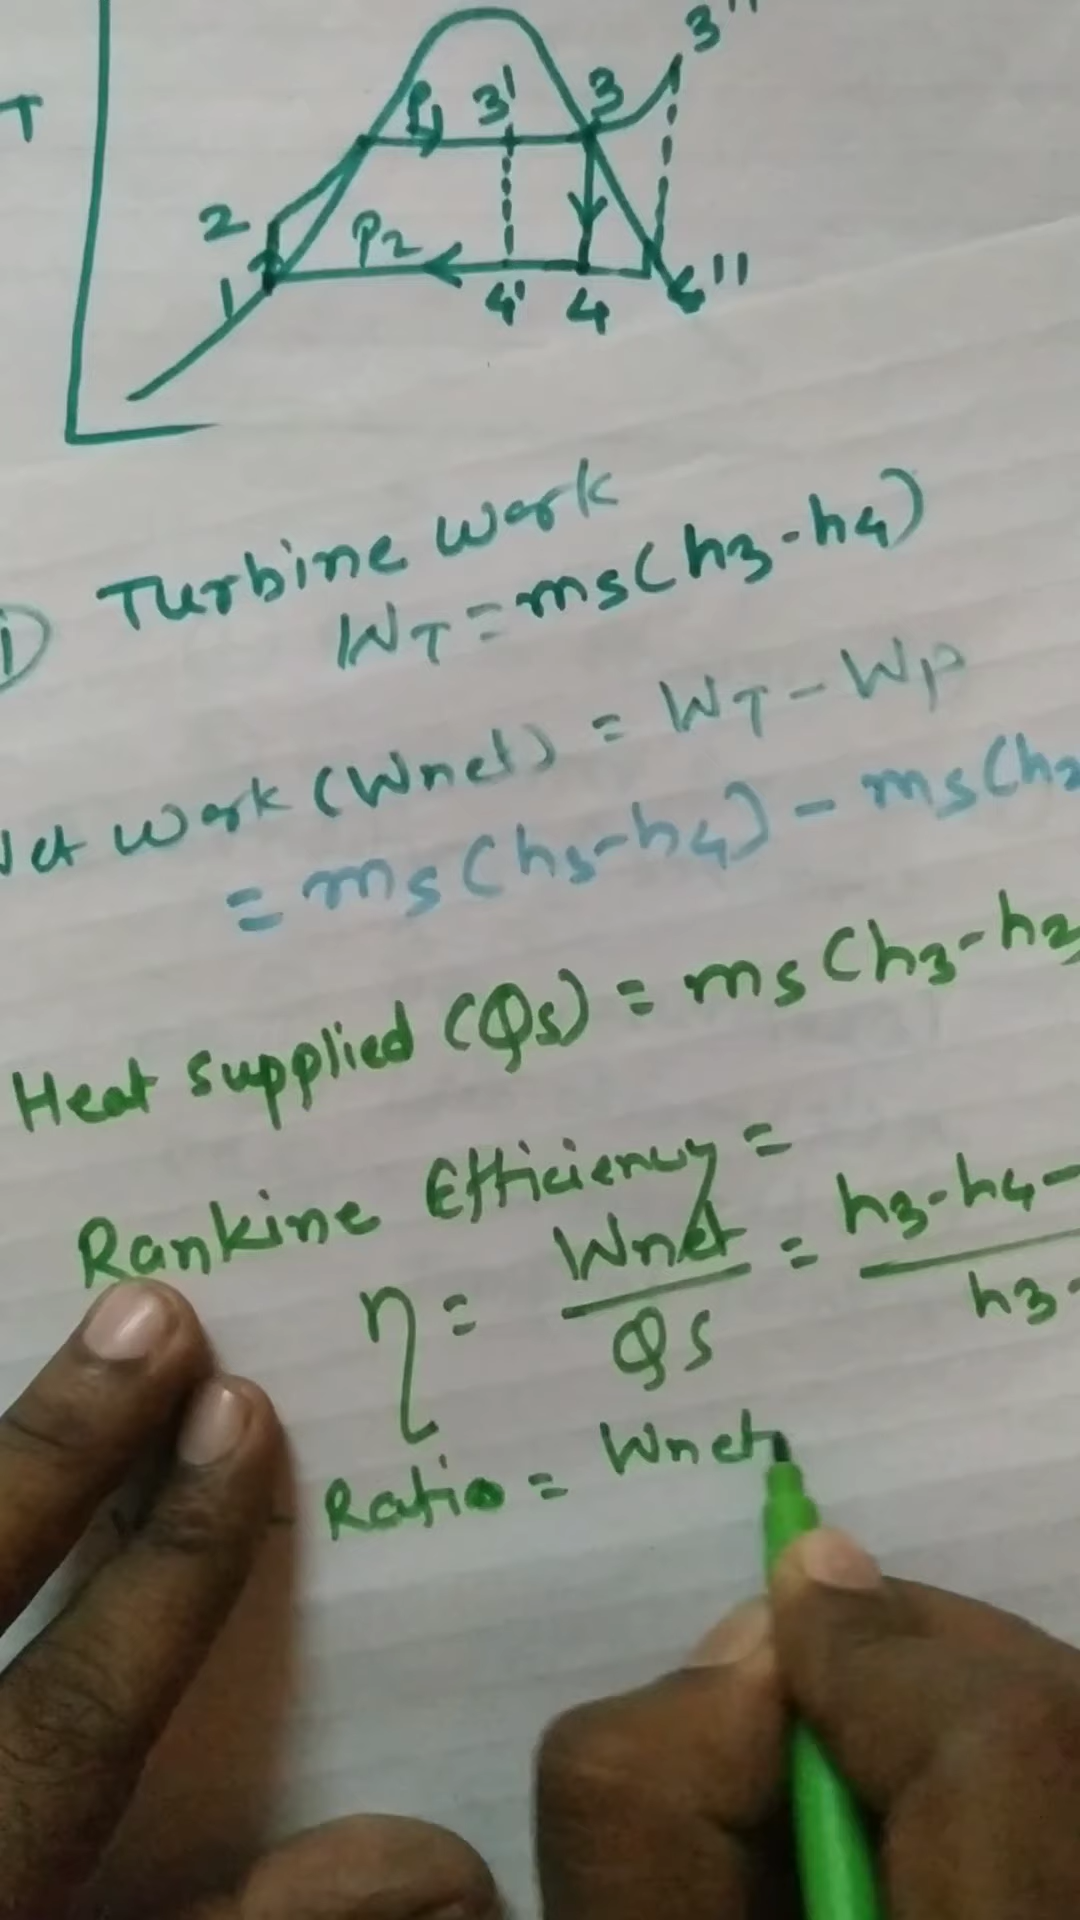 3"
T
P1 3' 3
2
P2
1
4' 4 4"
i) Turbine work
WT = ms(h3-h4)
Net work (Wnet) = WT - WP
= ms(h3-h4) - ms(h2
Heat supplied (Qs) = ms(h3-h2
Rankine Efficiency =
η = Wnet/Qs = h3-h4-/h3-
Ratio = Wnet